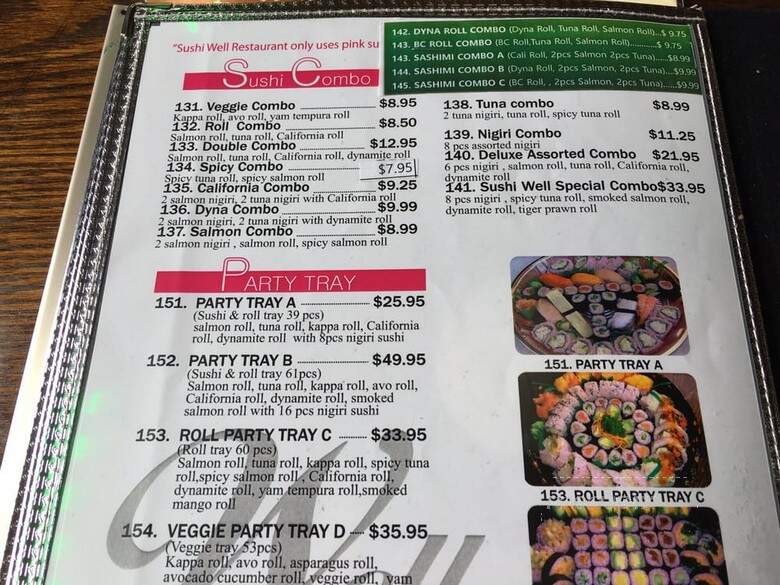 142. DYNA ROLL COMBO (Dyna Roll, Tuna Roll, Salmon Roll)...$ 9.75
143. BC ROLL COMBO (BC Roll,Tuna Roll, Salmon Roll)............$ 9.75
143. SASHIMI COMBO A (Cali Roll, 2pcs Salmon, 2pcs Tuna).....$8.99
144. SASHIMI COMBO B (Dyna Roll, 2pcs Salmon, 2pcs Tuna)....$9.99
145. SASHIMI COMBO C (BC Roll, , 2pcs Salmon, 2pcs Tuna).....$9.99
"Sushi Well Restaurant only uses pink su
Sushi Combo
131. Veggie Combo $8.95
Kappa roll, avo roll, yam tempura roll
132. Roll Combo $8.50
Salmon roll, tuna roll, California roll
133. Double Combo $12.95
Salmon roll, tuna roll, California roll, dynamite roll
134. Spicy Combo $7.95
Spicy tuna roll, spicy salmon roll
135. California Combo $9.25
2 salmon nigiri, 2 tuna nigiri with California roll
136. Dyna Combo $9.99
2 salmon nigiri, 2 tuna nigiri with dynamite roll
137. Salmon Combo $8.99
2 salmon nigiri , salmon roll, spicy salmon roll
138. Tuna combo $8.99
2 tuna nigiri, tuna roll, spicy tuna roll
139. Nigiri Combo $11.25
8 pcs assorted nigiri
140. Deluxe Assorted Combo $21.95
6 pcs nigiri , salmon roll, tuna roll, California roll,
dynamite roll
141. Sushi Well Special Combo$33.95
8 pcs nigiri , spicy tuna roll, smoked salmon roll,
dynamite roll, tiger prawn roll
PARTY TRAY
151. PARTY TRAY A $25.95
(Sushi & roll tray 39 pcs)
salmon roll, tuna roll, kappa roll, California
roll, dynamite roll with 8pcs nigiri sushi
152. PARTY TRAY B $49.95
(Sushi & roll tray 61pcs)
Salmon roll, tuna roll, kappa roll, avo roll,
California roll, dynamite roll, smoked
salmon roll with 16 pcs nigiri sushi
153. ROLL PARTY TRAY C $33.95
(Roll tray 60 pcs)
Salmon roll, tuna roll, kappa roll, spicy tuna
roll,spicy salmon roll , California roll,
dynamite roll, yam tempura roll,smoked
mango roll
154. VEGGIE PARTY TRAY D $35.95
(Veggie tray 53pcs)
Kappa roll, avo roll, asparagus roll,
avocado cucumber roll, veggie roll, yam
151. PARTY TRAY A
153. ROLL PARTY TRAY C
Well